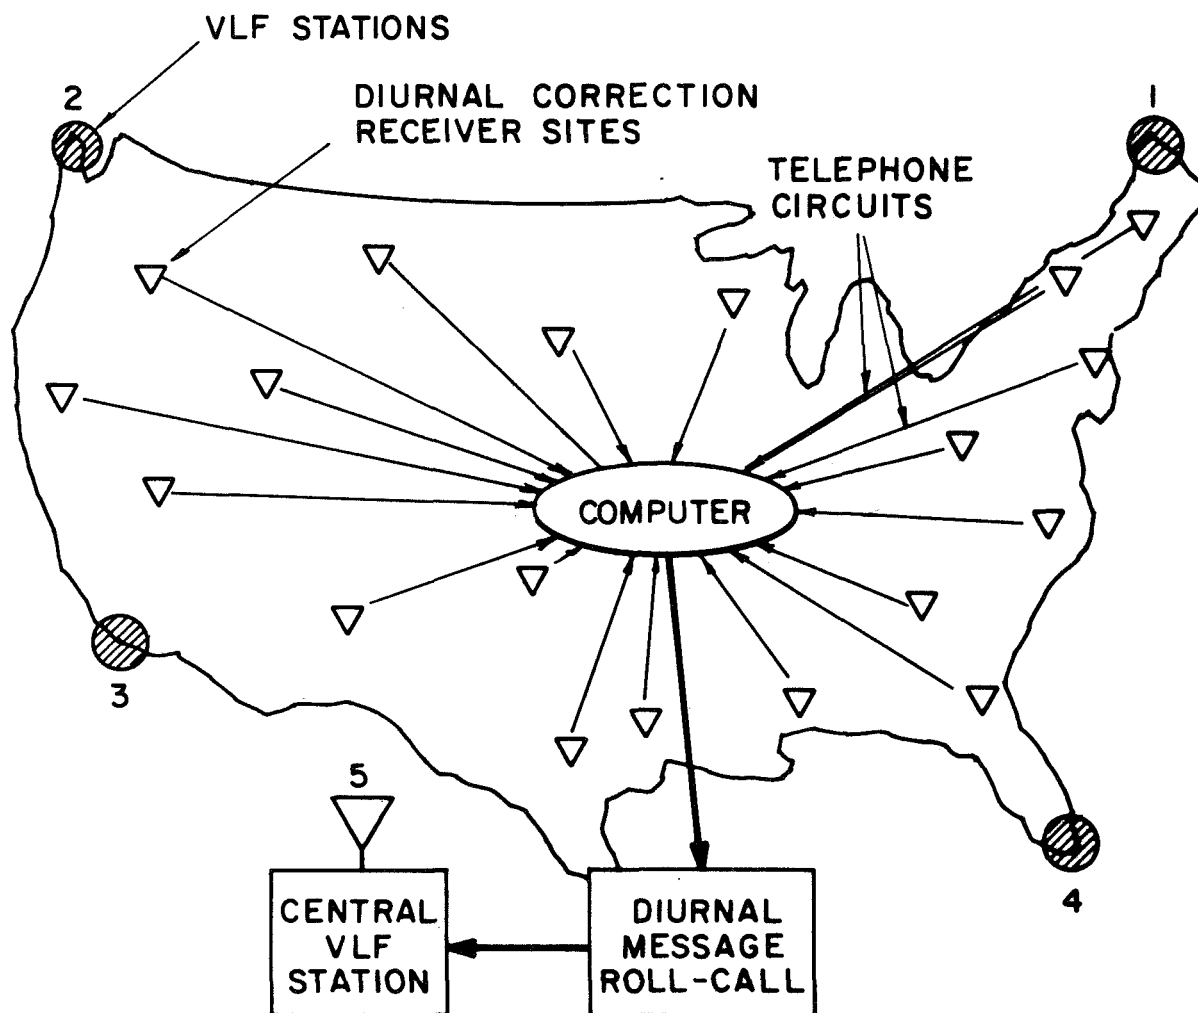 VLF STATIONS
2
DIURNAL CORRECTION
RECEIVER SITES
1
TELEPHONE
CIRCUITS
COMPUTER
3
5
4
CENTRAL
VLF
STATION
DIURNAL
MESSAGE
ROLL-CALL